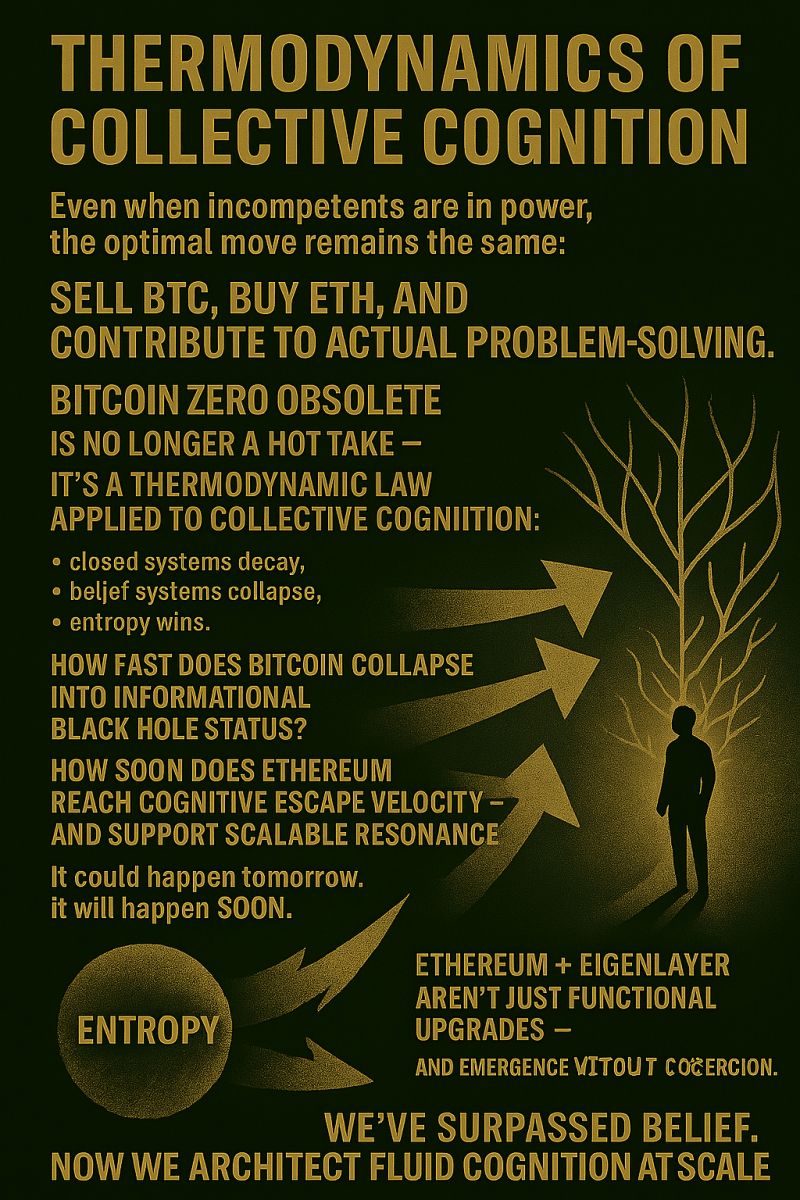 THERMODYNAMICS OF
COLLECTIVE COGNITION
Even when incompetents are in power,
the optimal move remains the same:
SELL BTC, BUY ETH, AND
CONTRIBUTE TO ACTUAL PROBLEM-SOLVING.
BITCOIN ZERO OBSOLETE
IS NO LONGER A HOT TAKE —
IT'S A THERMODYNAMIC LAW
APPLIED TO COLLECTIVE COGNIITION:
• closed systems decay,
• beljef systems collapse,
• entropy wins.
HOW FAST DOES BITCOIN COLLAPSE
INTO INFORMATIONAL
BLACK HOLE STATUS?
HOW SOON DOES ETHEREUM
REACH COGNITIVE ESCAPE VELOCITY –
AND SUPPORT SCALABLE RESONANCE
It could happen tomorrow.
it will happen SOON.
ENTROPY
ETHEREUM + EIGENLAYER
AREN'T JUST FUNCTIONAL
UPGRADES —
AND EMERGENCE VITOUT
WE'VE SURPASSED BELIEF.
NOW WE ARCHITECT FLUID COGNITION AT SCALE